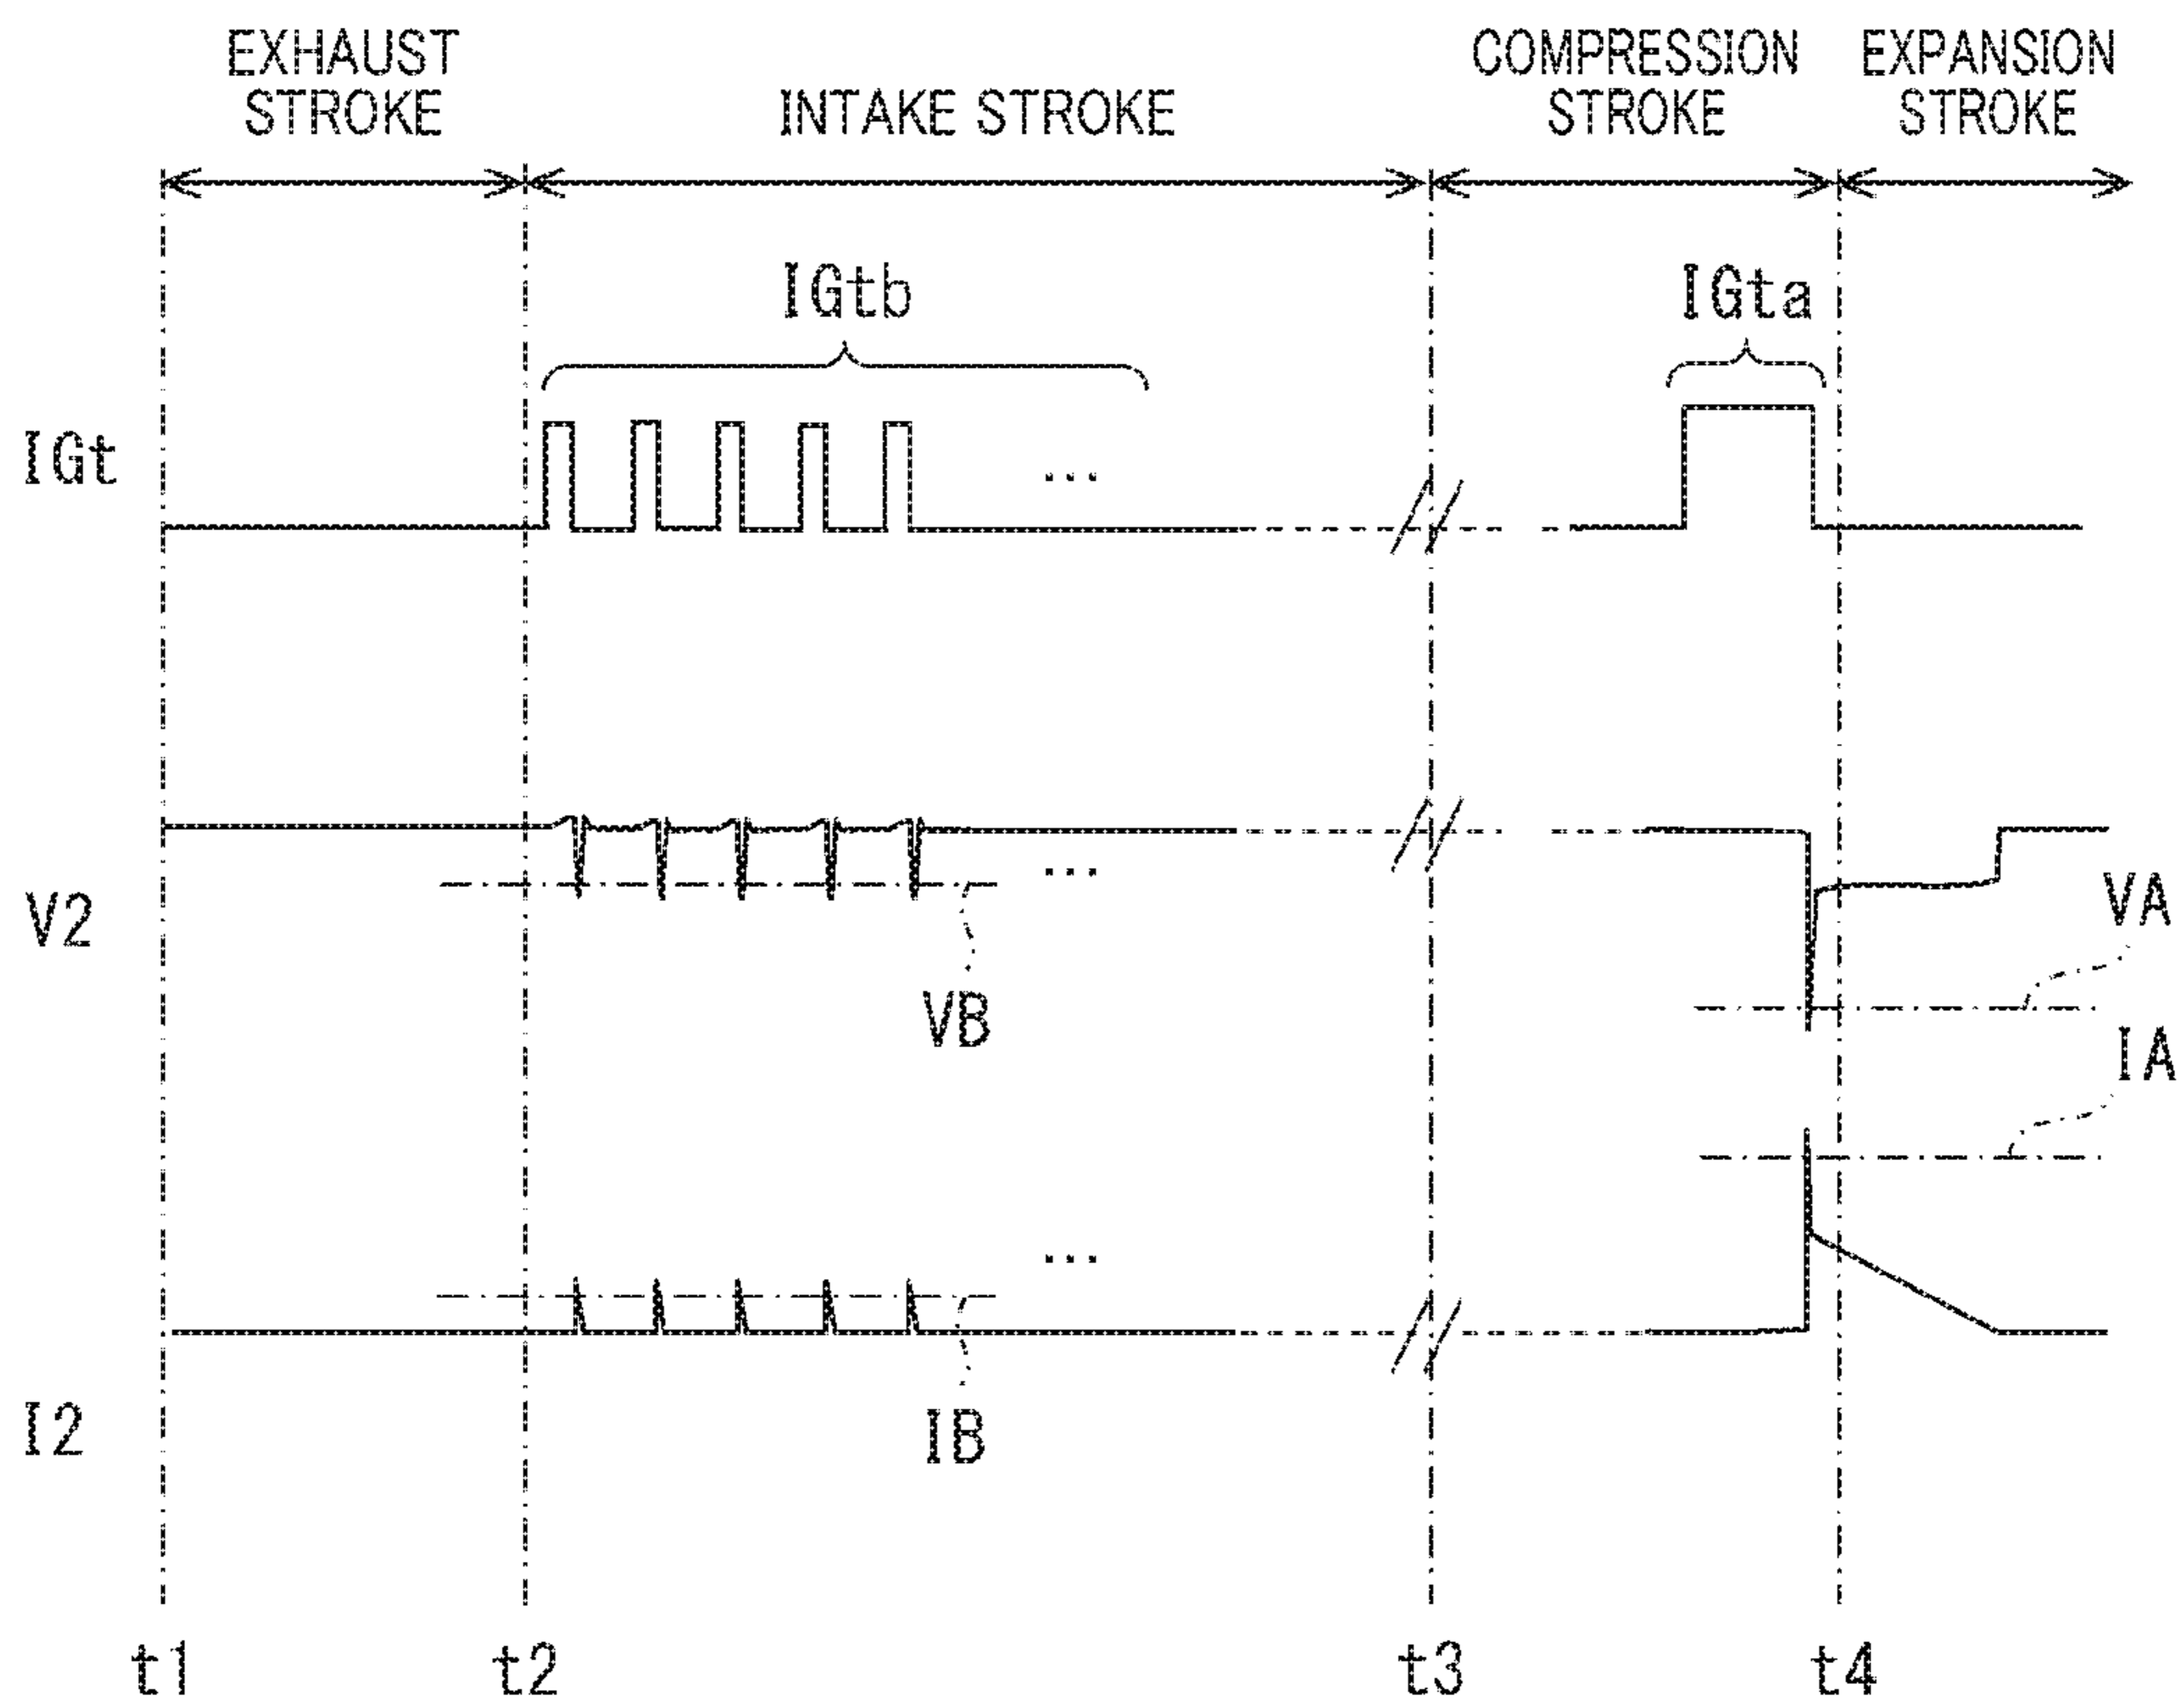 EXHAUST
STROKE
INTAKE STROKE
COMPRESSION
STROKE
EXPANSION
STROKE
IGtb
IGta
IGt
...
V2
...
VB
VA
IA
...
I2
IB
t1
t2
t3
t4